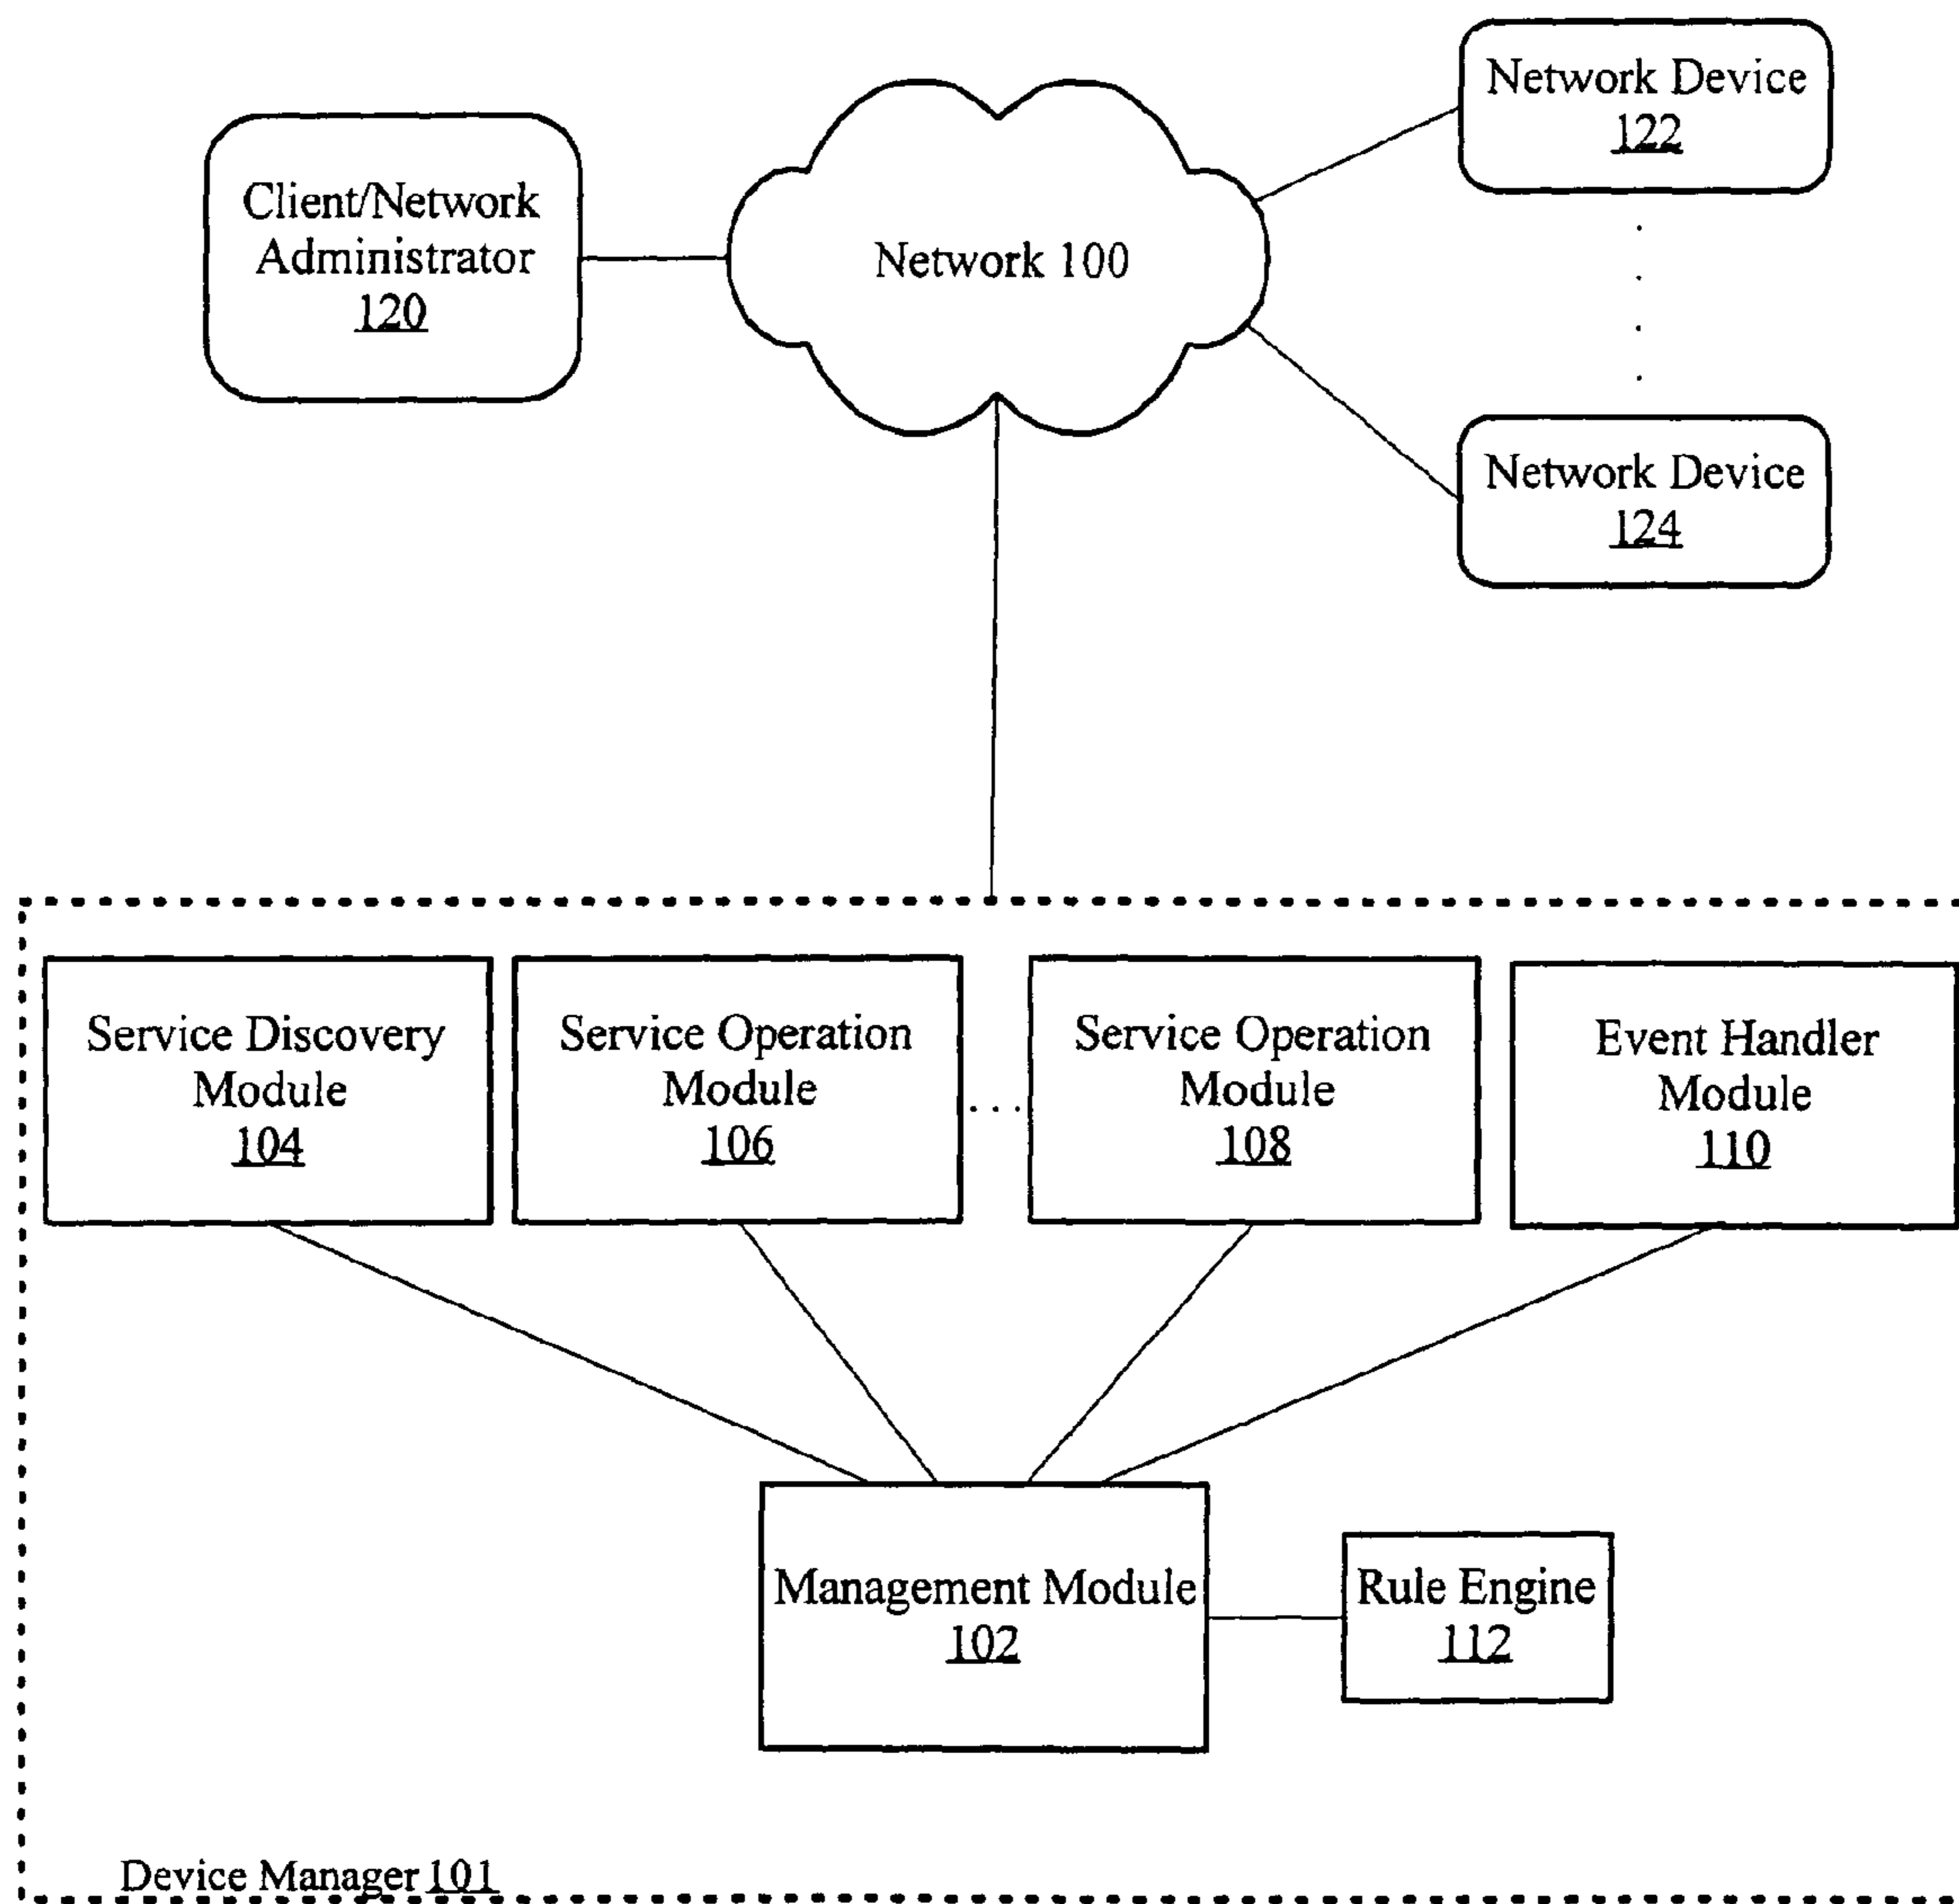 Network Device
122
Client/Network
Administrator
120
Network 100
Network Device
124
Service Discovery
Module
104
Service Operation
Module
106
...
Service Operation
Module
108
Event Handler
Module
110
Management Module
102
Rule Engine
112
Device Manager 101